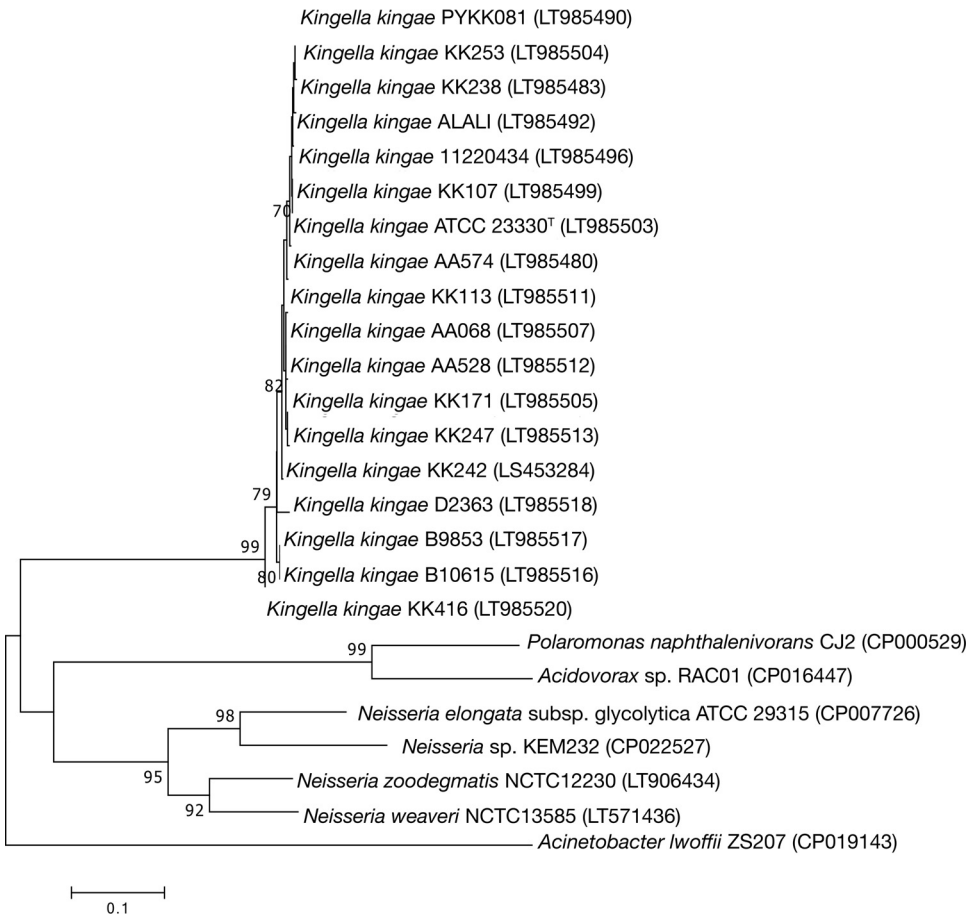 Kingella kingae PYKK081 (LT985490)
Kingella kingae KK253 (LT985504)
Kingella kingae KK238 (LT985483)
Kingella kingae ALALI (LT985492)
Kingella kingae 11220434 (LT985496)
Kingella kingae KK107 (LT985499)
70
Kingella kingae ATCC 23330ᵀ (LT985503)
Kingella kingae AA574 (LT985480)
Kingella kingae KK113 (LT985511)
Kingella kingae AA068 (LT985507)
Kingella kingae AA528 (LT985512)
82
Kingella kingae KK171 (LT985505)
Kingella kingae KK247 (LT985513)
Kingella kingae KK242 (LS453284)
79
Kingella kingae D2363 (LT985518)
Kingella kingae B9853 (LT985517)
99
80
Kingella kingae B10615 (LT985516)
Kingella kingae KK416 (LT985520)
Polaromonas naphthalenivorans CJ2 (CP000529)
99
Acidovorax sp. RAC01 (CP016447)
Neisseria elongata subsp. glycolytica ATCC 29315 (CP007726)
98
Neisseria sp. KEM232 (CP022527)
95
Neisseria zoodegmatis NCTC12230 (LT906434)
92
Neisseria weaveri NCTC13585 (LT571436)
Acinetobacter lwoffii ZS207 (CP019143)
0.1